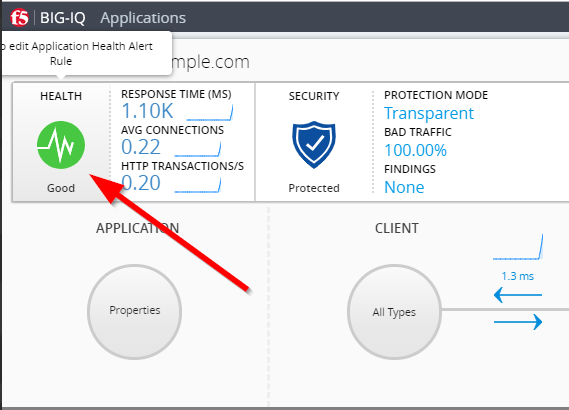 f5 BIG-IQ Applications
o edit Application Health Alert
Rule
mple.com
HEALTH
Good
RESPONSE TIME (MS)
1.10K
AVG CONNECTIONS
0.22
HTTP TRANSACTIONS/S
0.20
SECURITY
Protected
PROTECTION MODE
Transparent
BAD TRAFFIC
100.00%
FINDINGS
None
APPLICATION
Properties
CLIENT
All Types
1.3 ms